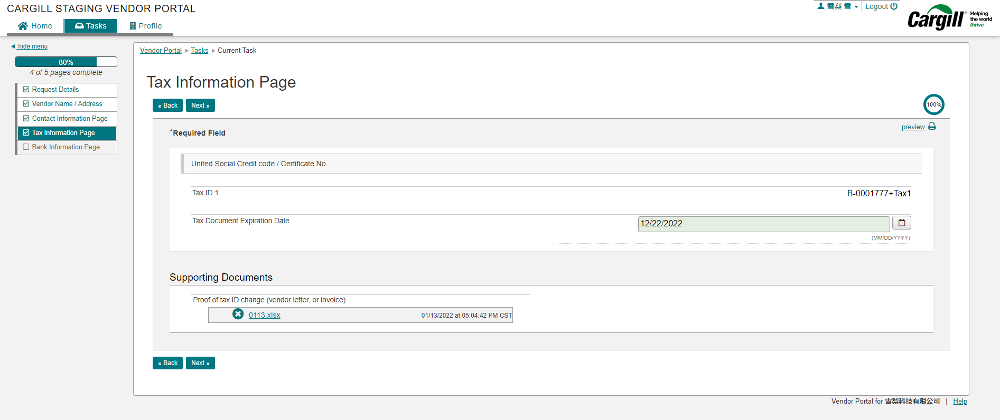 CARGILL STAGING VENDOR PORTAL
雪梨 雪
Logout
Cargill®
Helping
the world
thrive
Home
Tasks
Profile
hide menu
80%
4 of 5 pages complete
Request Details
Vendor Name / Address
Contact Information Page
Tax Information Page
Bank Information Page
Vendor Portal ▸ Tasks ▸ Current Task
Tax Information Page
« Back
Next »
100%
*Required Field
preview
United Social Credit code / Certificate No
Tax ID 1
B-0001777+Tax1
Tax Document Expiration Date
12/22/2022
(MM/DD/YYYY)
Supporting Documents
Proof of tax ID change (vendor letter, or invoice)
0113.xlsx
01/13/2022 at 05:04:42 PM CST
« Back
Next »
Vendor Portal for 雪梨科技有限公司 | Help